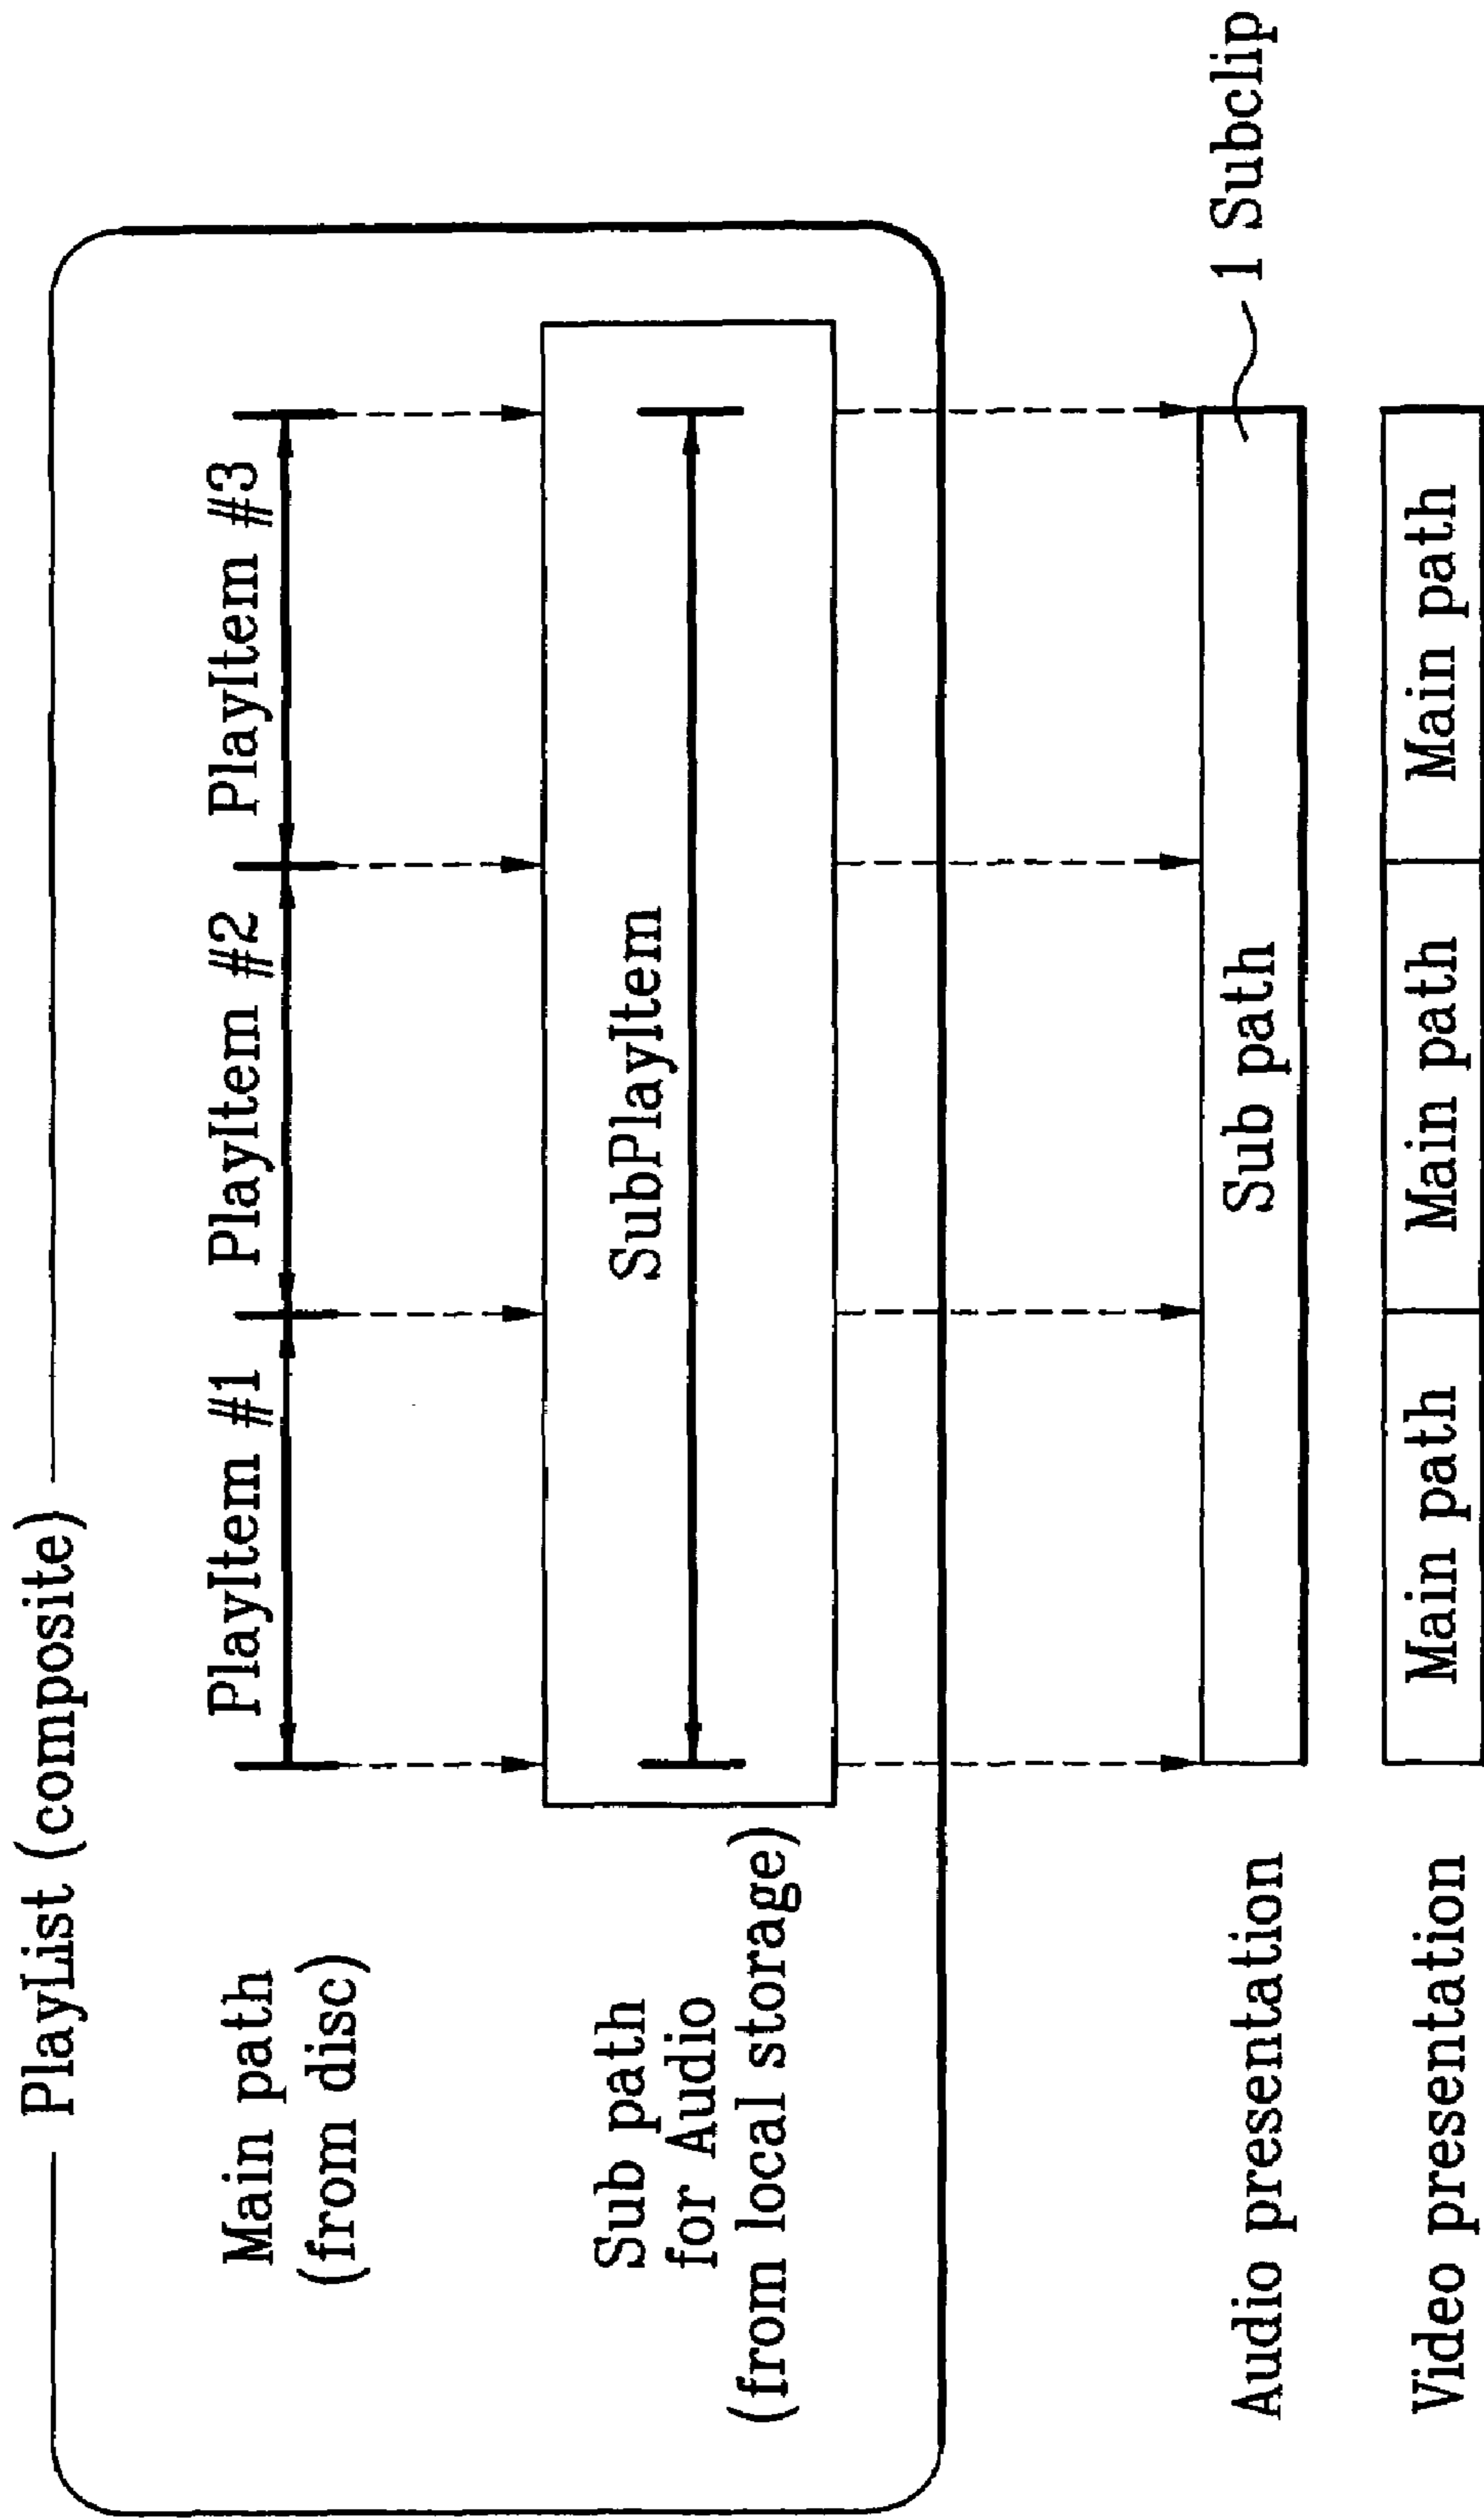 PlayList (composite)
Main path
(from disc)
PlayItem #1
PlayItem #2
PlayItem #3
Sub path
for Audio
(from local storage)
SubPlayItem
Audio presentation
Sub path
1 Subclip
Video presentation
Main path
Main path
Main path